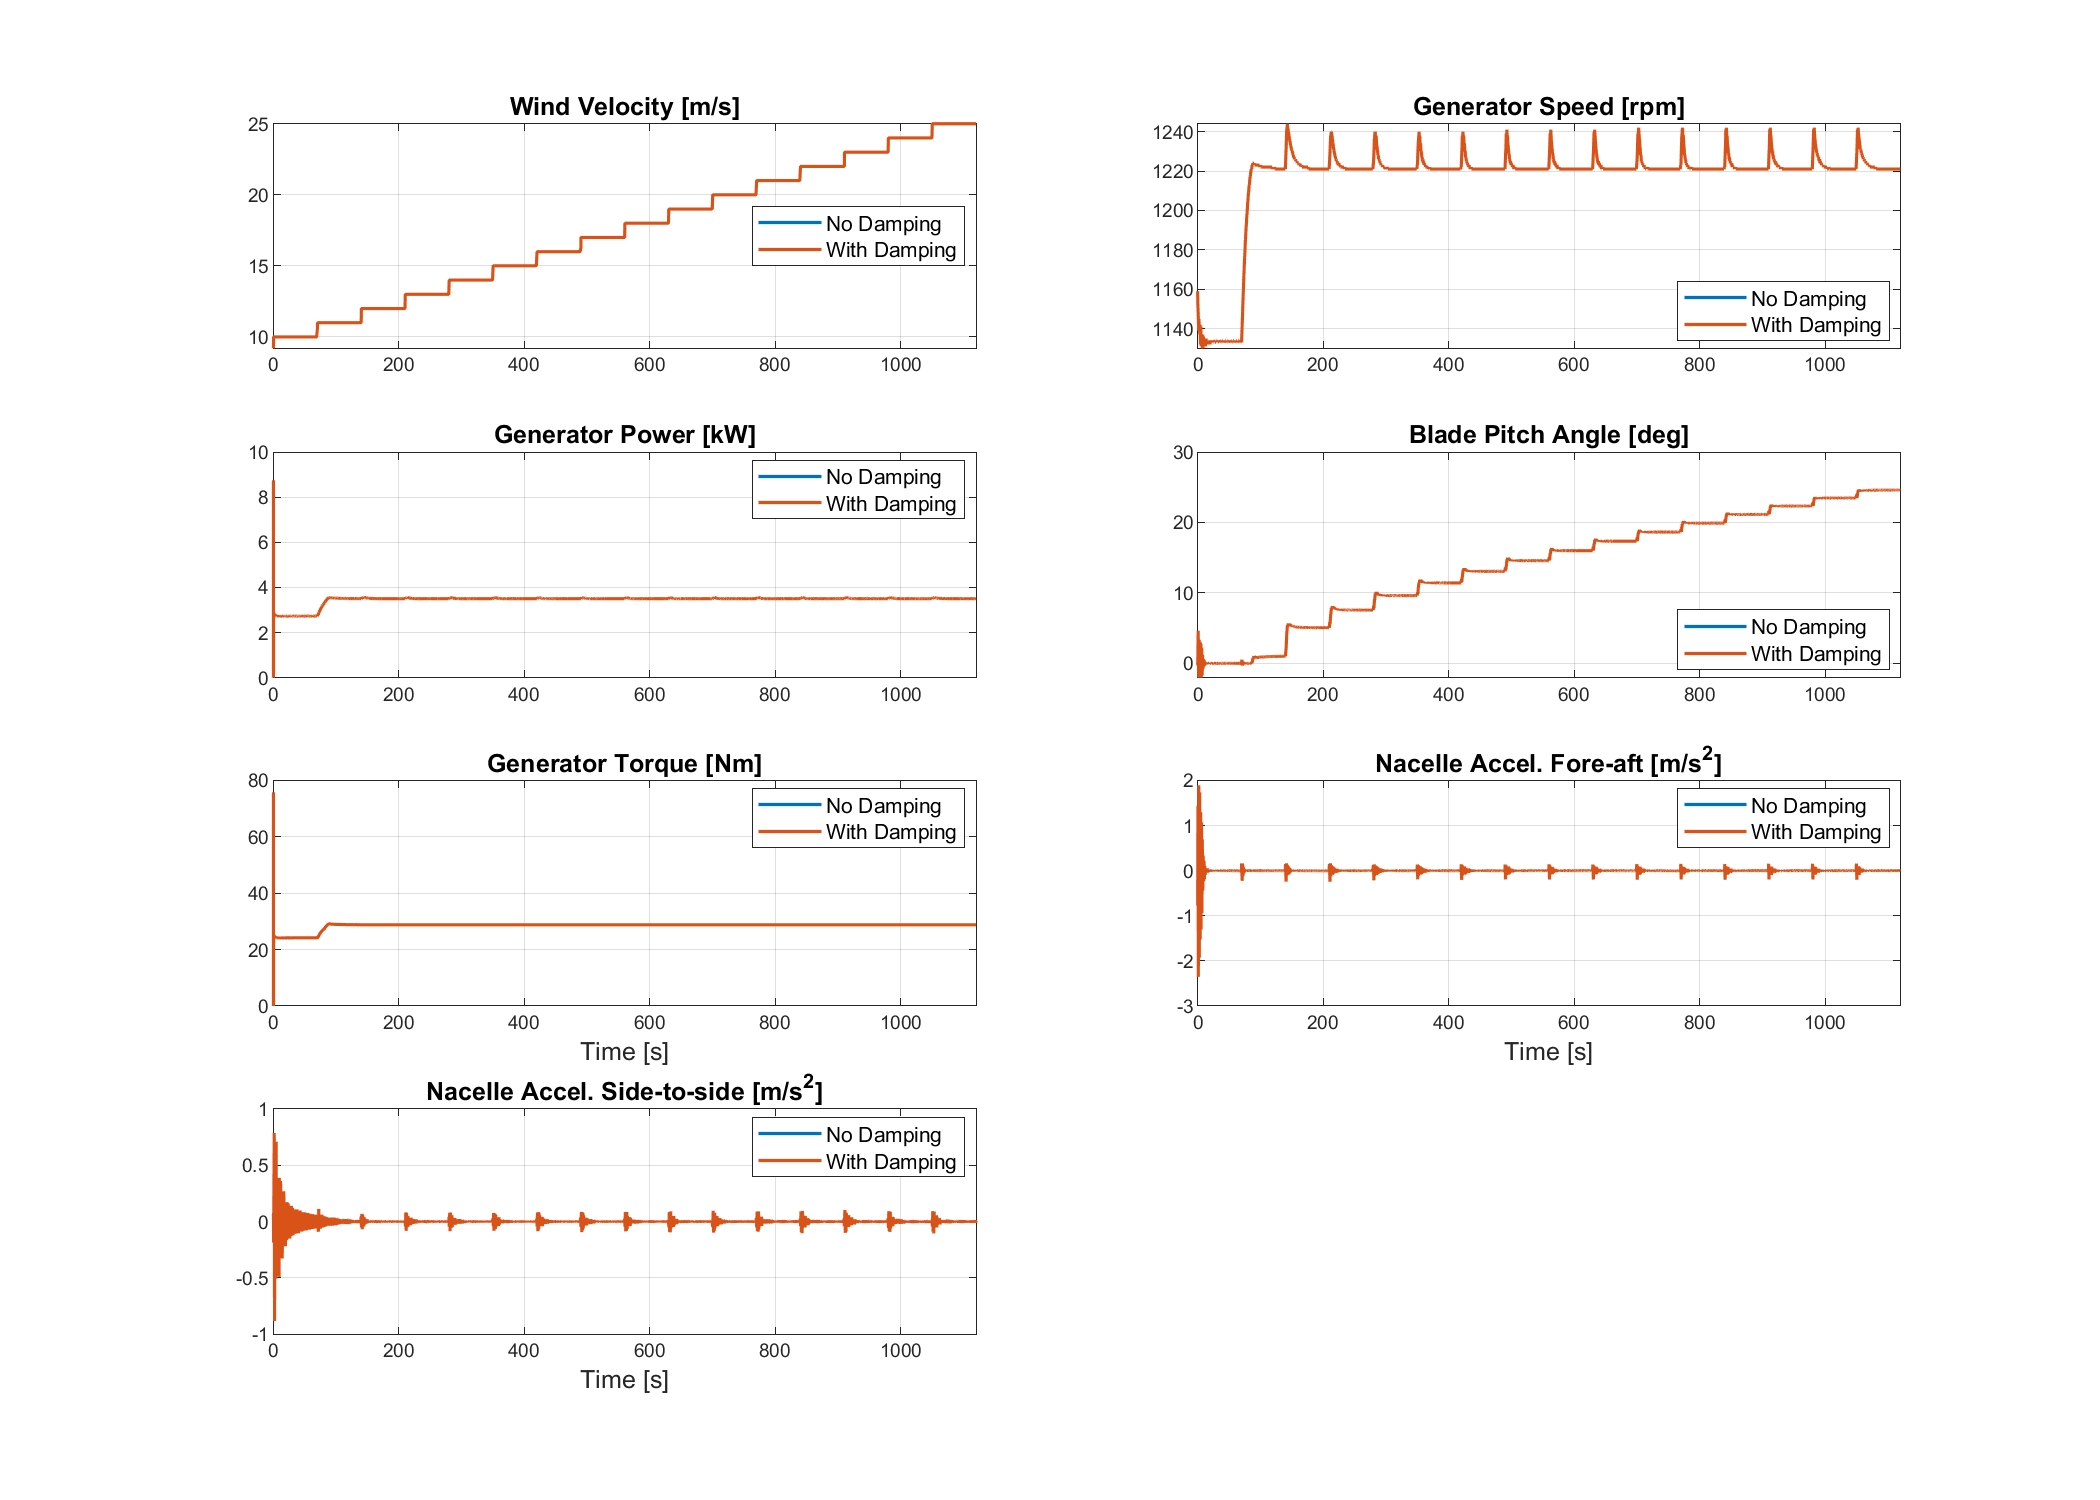 Wind Velocity [m/s]
25
20
15
10
0 200 400 600 800 1000
No Damping
With Damping
Generator Speed [rpm]
1240
1220
1200
1180
1160
1140
0 200 400 600 800 1000
No Damping
With Damping
Generator Power [kW]
10
8
6
4
2
0
0 200 400 600 800 1000
No Damping
With Damping
Blade Pitch Angle [deg]
30
20
10
0
0 200 400 600 800 1000
No Damping
With Damping
Generator Torque [Nm]
80
60
40
20
0
0 200 400 600 800 1000
Time [s]
No Damping
With Damping
Nacelle Accel. Fore-aft [m/s²]
2
1
0
-1
-2
-3
0 200 400 600 800 1000
Time [s]
No Damping
With Damping
Nacelle Accel. Side-to-side [m/s²]
1
0.5
0
-0.5
-1
0 200 400 600 800 1000
Time [s]
No Damping
With Damping